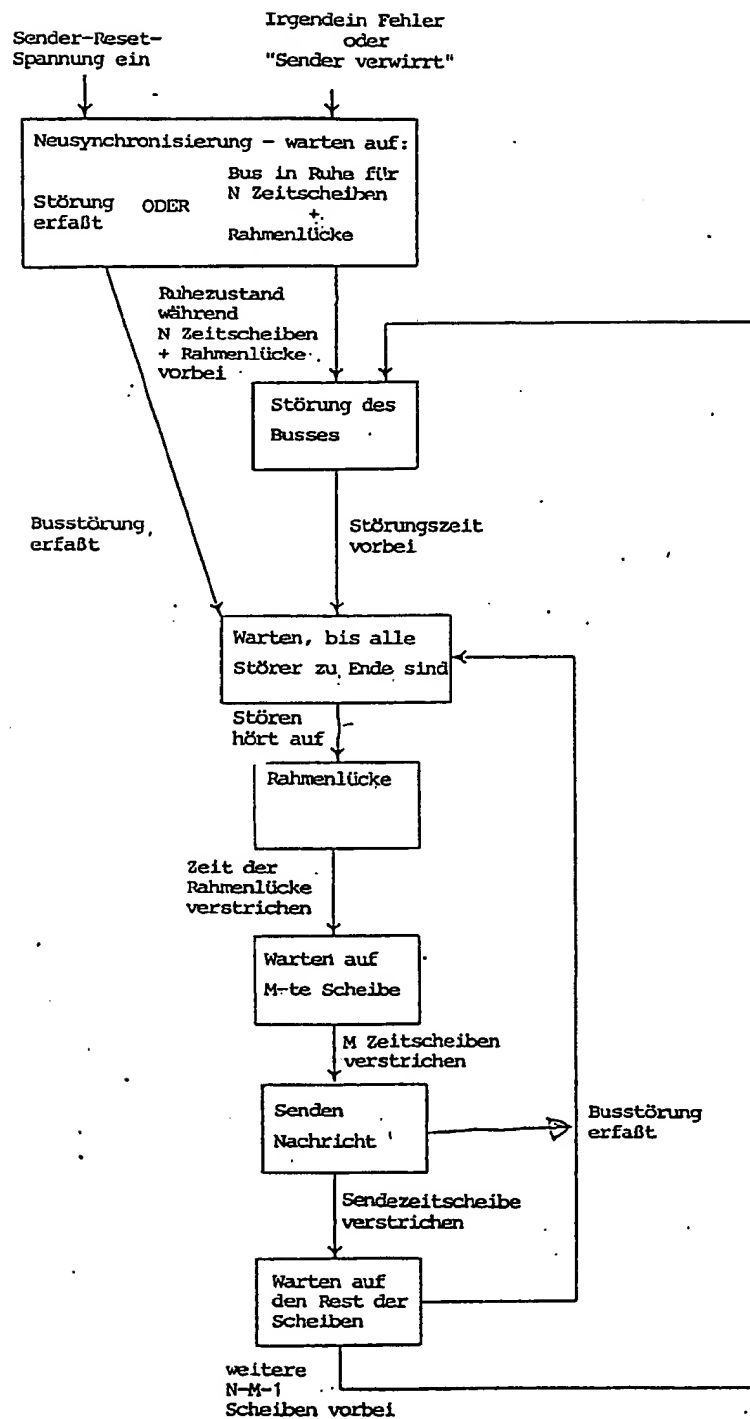 Sender-Reset-
Spannung ein
Irgendein Fehler
oder
"Sender verwirrt"
Neusynchronisierung - warten auf:
Störung
erfaßt
ODER
Bus in Ruhe für
N Zeitscheiben
+
Rahmenlücke
Ruhezustand
während
N Zeitscheiben
+ Rahmenlücke
vorbei
Störung des
Busses
Busstörung
erfaßt
Störungszeit
vorbei
Warten, bis alle
Störer zu Ende sind
Stören
hört auf
Rahmenlücke
Zeit der
Rahmenlücke
verstrichen
Warten auf
M-te Scheibe
M Zeitscheiben
verstrichen
Senden
Nachricht
Busstörung
erfaßt
Sendezeitscheibe
verstrichen
Warten auf
den Rest der
Scheiben
weitere
N-M-1
Scheiben vorbei